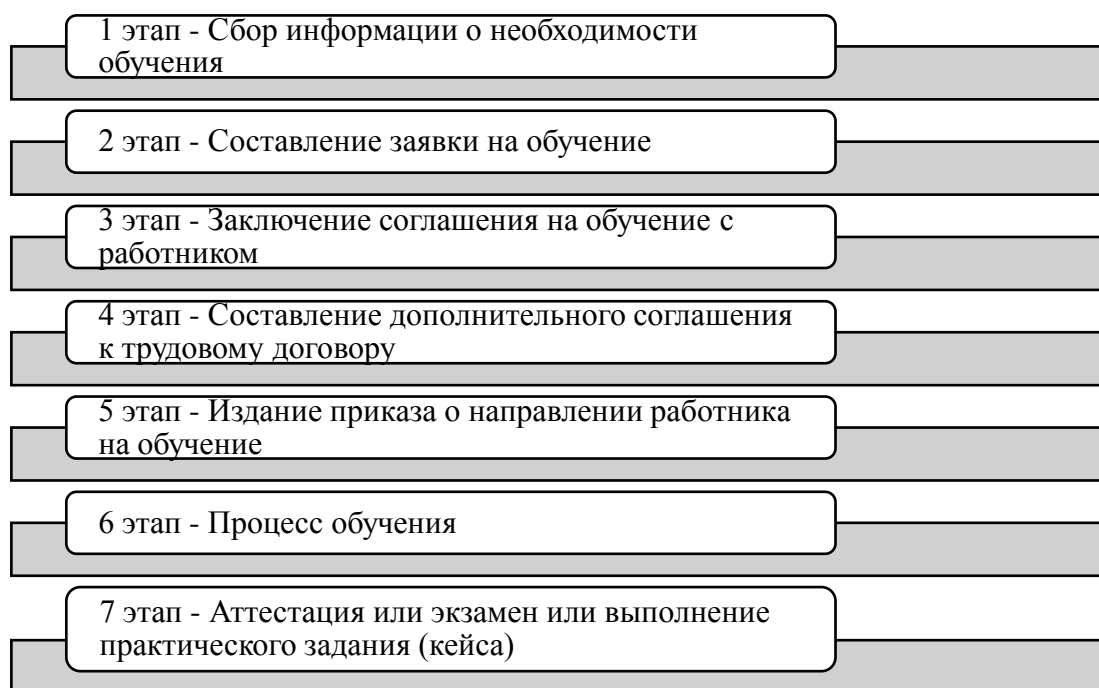 1 этап - Сбор информации о необходимости
обучения
2 этап - Составление заявки на обучение
3 этап - Заключение соглашения на обучение с
работником
4 этап - Составление дополнительного соглашения
к трудовому договору
5 этап - Издание приказа о направлении работника
на обучение
6 этап - Процесс обучения
7 этап - Аттестация или экзамен или выполнение
практического задания (кейса)